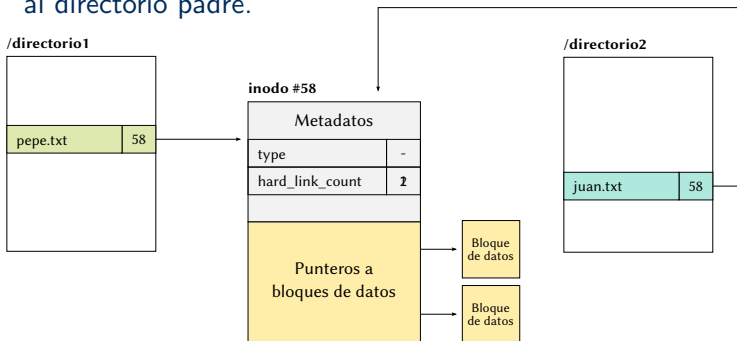 al directorio padre.
/directorio1
/directorio2
inodo #58
Metadatos
pepe.txt 58
type -
hard_link_count
juan.txt 58
Punteros a
bloques de datos
Bloque
de datos
Bloque
de datos